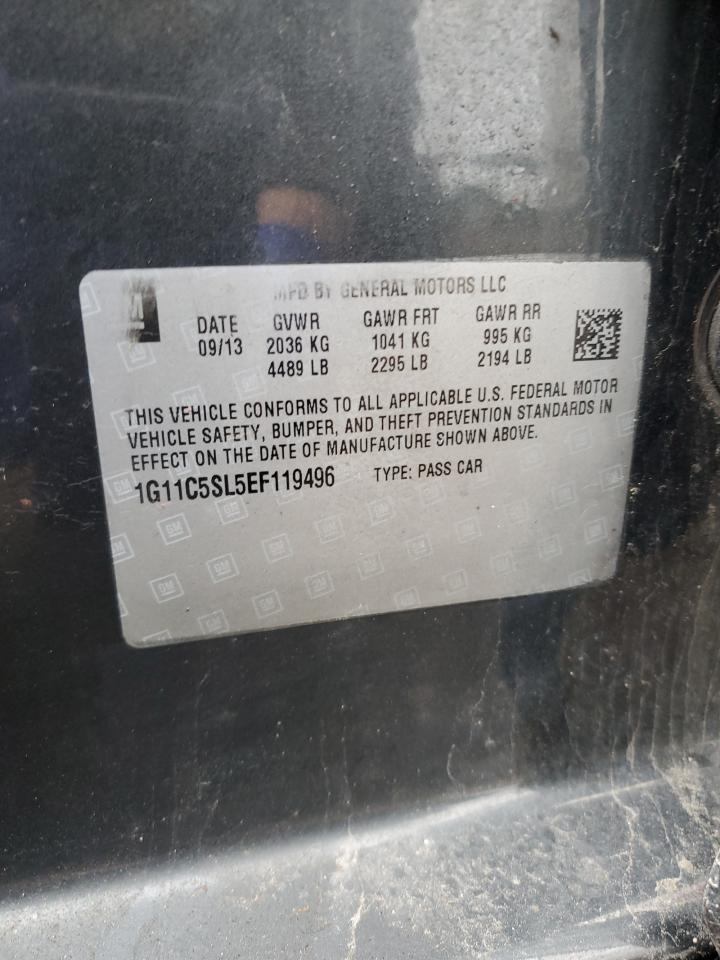 MFD BY GENERAL MOTORS LLC
DATE GVWR GAWR FRT GAWR RR
09/13 2036 KG 1041 KG 995 KG
4489 LB 2295 LB 2194 LB
THIS VEHICLE CONFORMS TO ALL APPLICABLE U.S. FEDERAL MOTOR
VEHICLE SAFETY, BUMPER, AND THEFT PREVENTION STANDARDS IN
EFFECT ON THE DATE OF MANUFACTURE SHOWN ABOVE.
1G11C5SL5EF119496 TYPE: PASS CAR